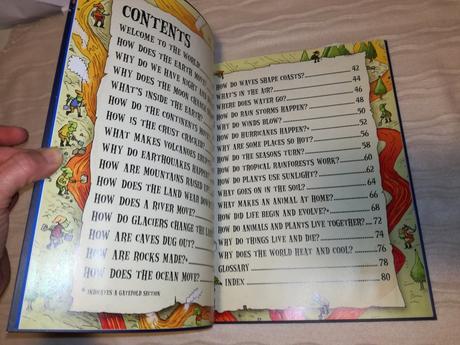 CONTENTS
WELCOME TO THE WORLD
HOW DOES THE EARTH MOVE?
WHY DO WE HAVE NIGHT AND
WHY DOES THE MOON CHANGE
WHAT'S INSIDE THE EARTH?
HOW DO THE CONTINENTS MOVE?
HOW IS THE CRUST CRACKED?
WHAT MAKES VOLCANOES
WHY DO EARTHQUAKES HAPPEN?
HOW ARE MOUNTAINS RAISED UP?
HOW DOES THE LAND WEAR DOWN?
HOW DOES A RIVER MOVE?
HOW DO GLACIERS CHANGE THE LAND?
HOW ARE CAVES DUG OUT?
HOW ARE ROCKS MADE?*
HOW DOES THE OCEAN MOVE?
* INDICATES A GATEFOLD SECTION
HOW DO WAVES SHAPE COASTS? 42
WHAT'S IN THE AIR? 44
WHERE DOES WATER GO? 46
HOW DO RAIN STORMS HAPPEN? 48
WHY DO WINDS BLOW? 50
HOW DO HURRICANES HAPPEN?* 52
WHY ARE SOME PLACES SO HOT? 56
HOW DO THE SEASONS TURN? 58
HOW DO TROPICAL RAINFORESTS WORK? 60
HOW DO PLANTS USE SUNLIGHT? 62
WHAT GOES ON IN THE SOIL? 64
WHAT MAKES AN ANIMAL AT HOME? 66
HOW DID LIFE BEGIN AND EVOLVE?* 68
HOW DO ANIMALS AND PLANTS LIVE TOGETHER? 72
WHY DO THINGS LIVE AND DIE? 74
WHY DOES THE WORLD HEAT AND COOL? 76
GLOSSARY 78
INDEX 80